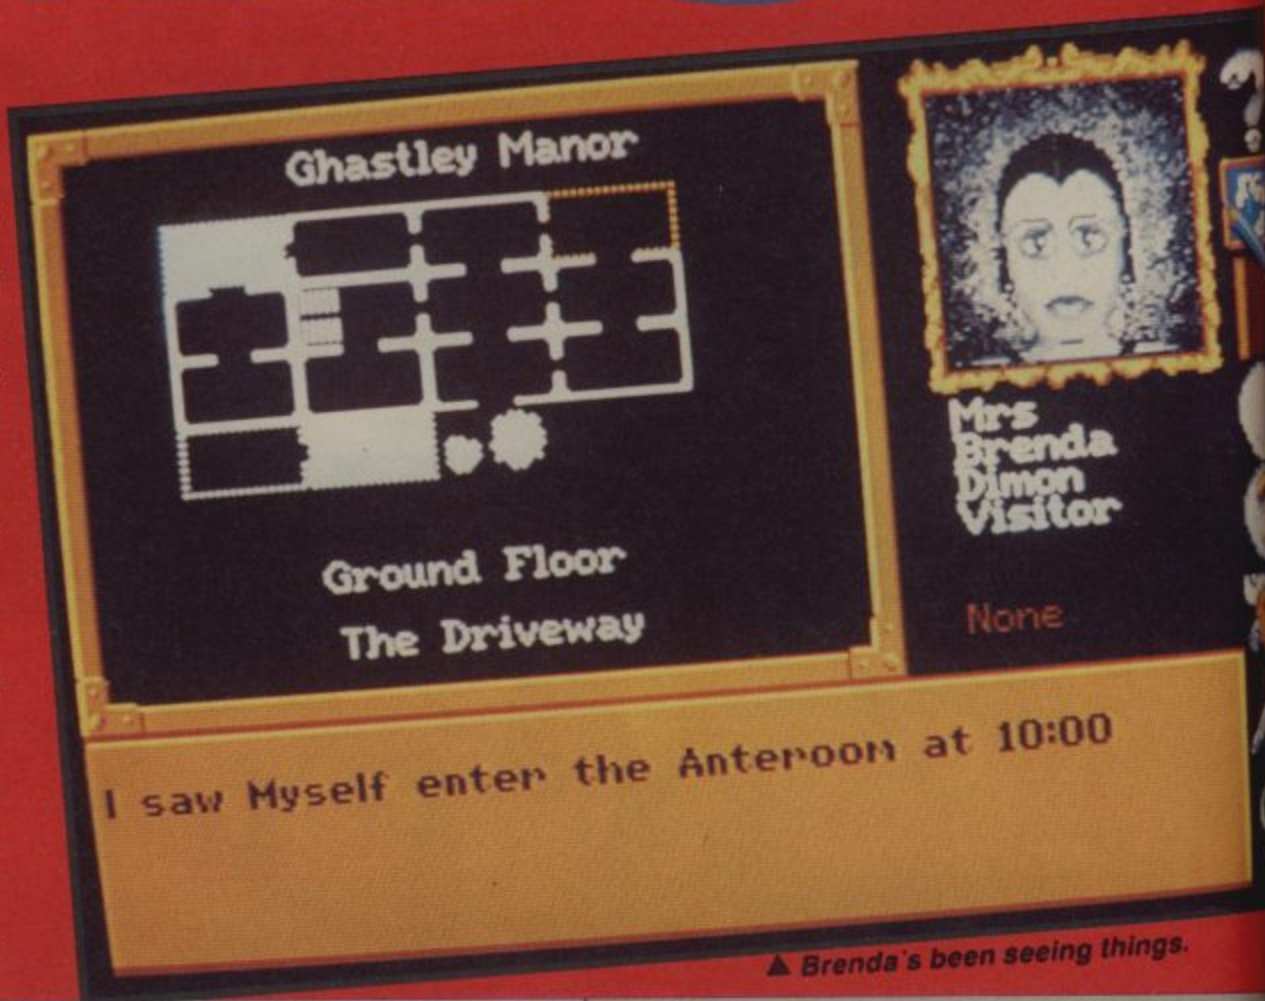 Ghastley Manor
Ground Floor
The Driveway
Mrs
Brenda
Dimon
Visitor
None
I saw Myself enter the Anteroom at 10:00
▲ Brenda's been seeing things.